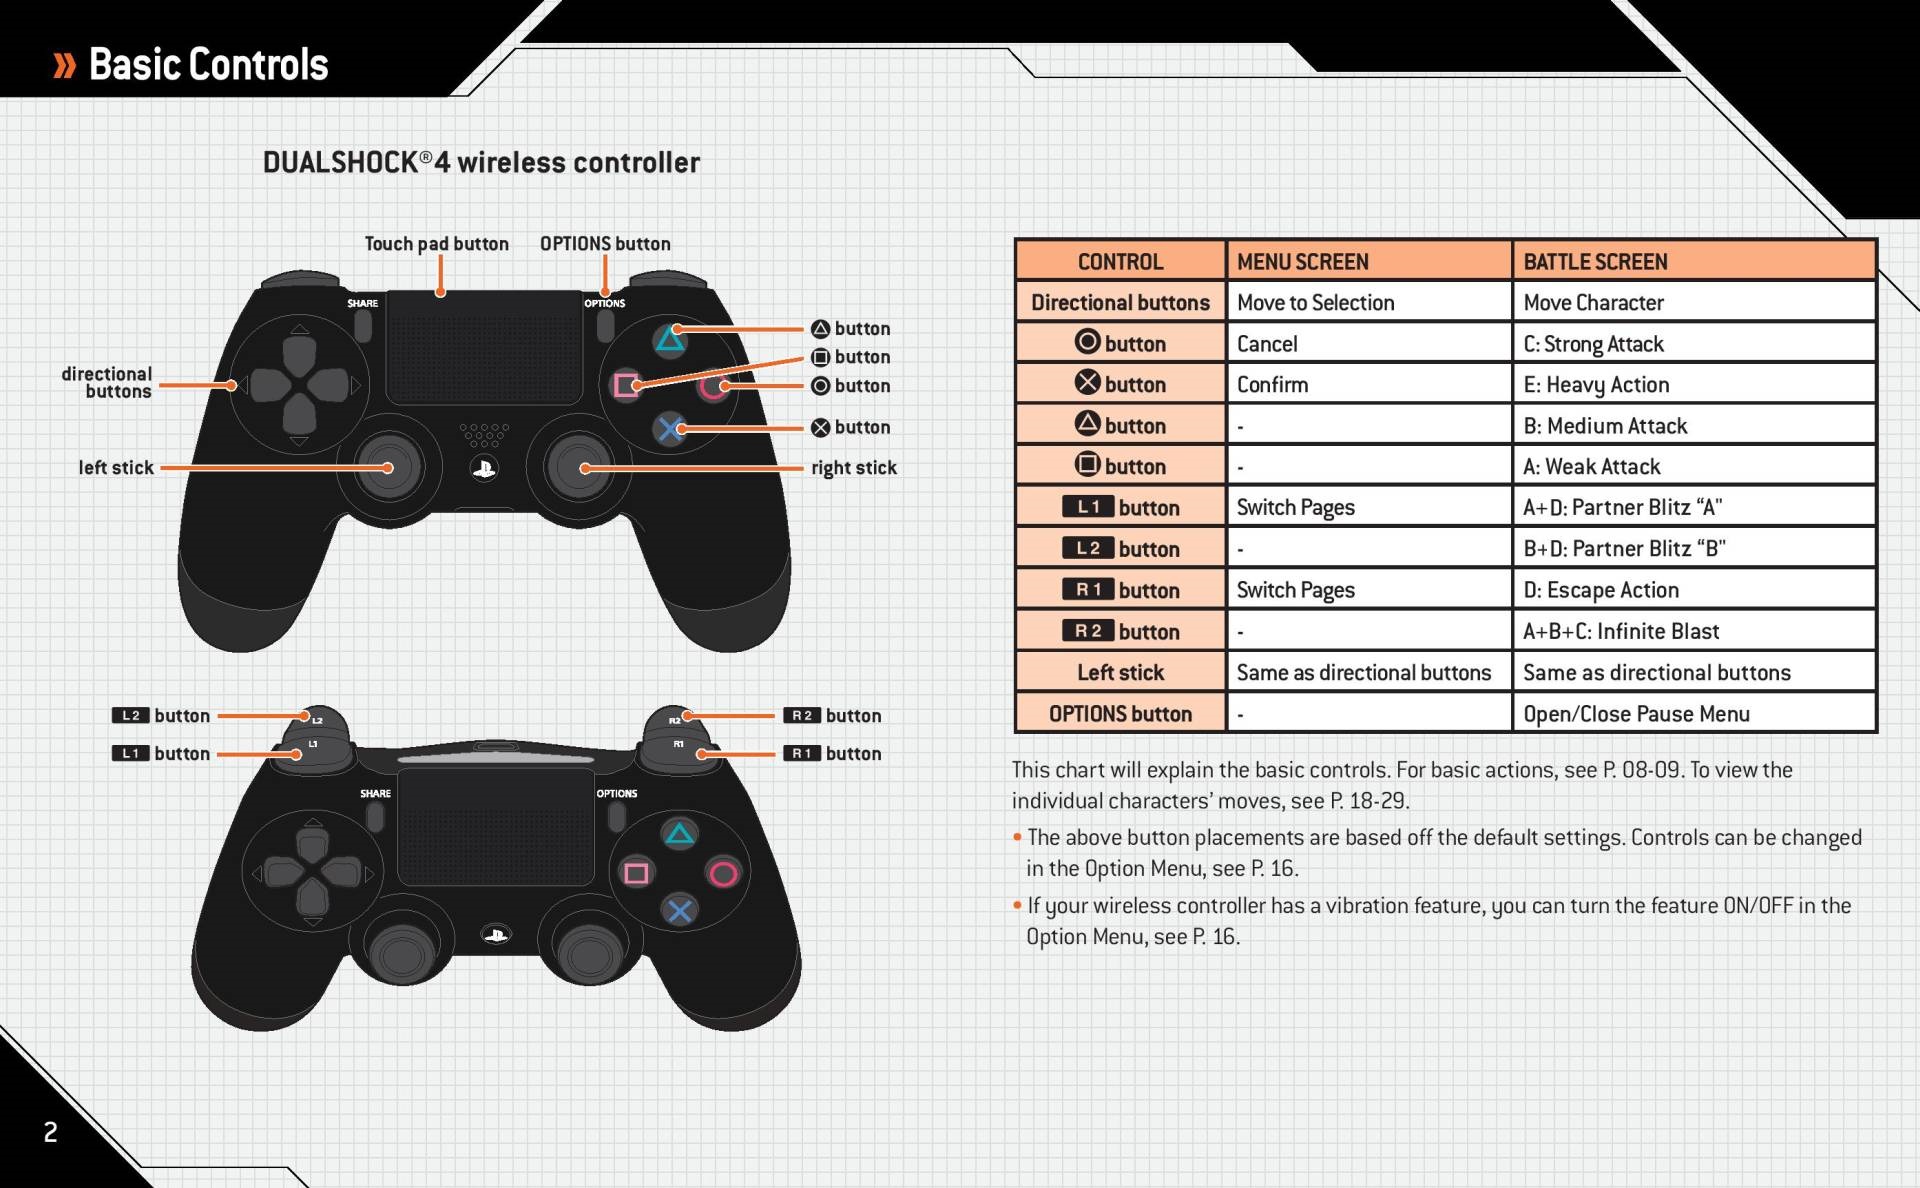 Basic Controls
DUALSHOCK®4 wireless controller
Touch pad button OPTIONS button
SHARE OPTIONS
button
button
directional
buttons
button
button
left stick
right stick
L2 button
L2
R2
R2 button
L1 button
L1
R1
R1 button
SHARE OPTIONS
CONTROL MENU SCREEN BATTLE SCREEN
Directional buttons Move to Selection Move Character
button Cancel C: Strong Attack
button Confirm E: Heavy Action
button - B: Medium Attack
button - A: Weak Attack
L1 button Switch Pages A+D: Partner Blitz “A"
L2 button - B+D: Partner Blitz “B"
R1 button Switch Pages D: Escape Action
R2 button - A+B+C: Infinite Blast
Left stick Same as directional buttons Same as directional buttons
OPTIONS button - Open/Close Pause Menu
This chart will explain the basic controls. For basic actions, see P. 08-09. To view the
individual characters’ moves, see P. 18-29.
• The above button placements are based off the default settings. Controls can be changed
in the Option Menu, see P. 16.
• If your wireless controller has a vibration feature, you can turn the feature ON/OFF in the
Option Menu, see P. 16.
2